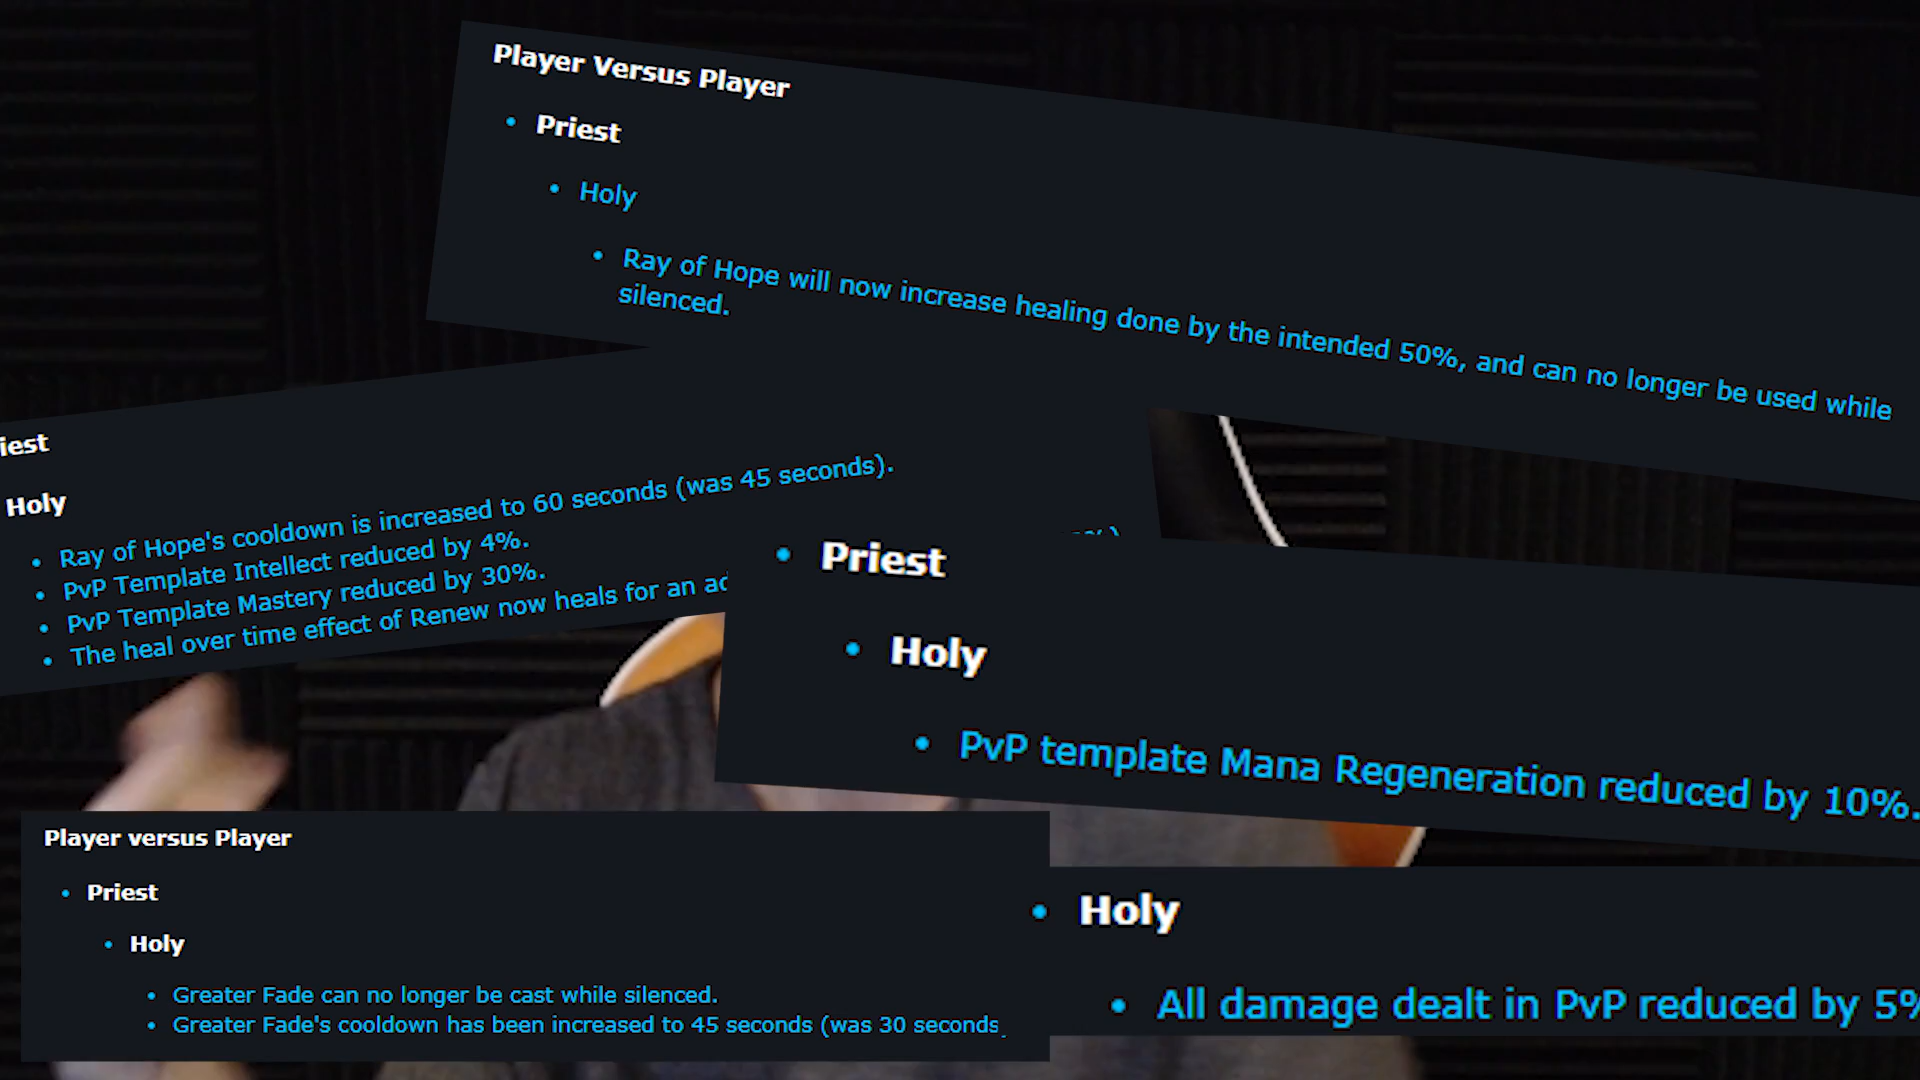 Player Versus Player
• Priest
• Holy
• Ray of Hope will now increase healing done by the intended 50%, and can no longer be used while
silenced.
Holy
• Ray of Hope's cooldown is increased to 60 seconds (was 45 seconds).
• PvP Template Intellect reduced by 4%.
• PvP Template Mastery reduced by 30%.
• The heal over time effect of Renew now heals for an
• Priest
• Holy
• PvP template Mana Regeneration reduced by 10%.
Player versus Player
• Priest
• Holy
• Greater Fade can no longer be cast while silenced.
• Greater Fade's cooldown has been increased to 45 seconds (was 30 seconds
• Holy
• All damage dealt in PvP reduced by 5%